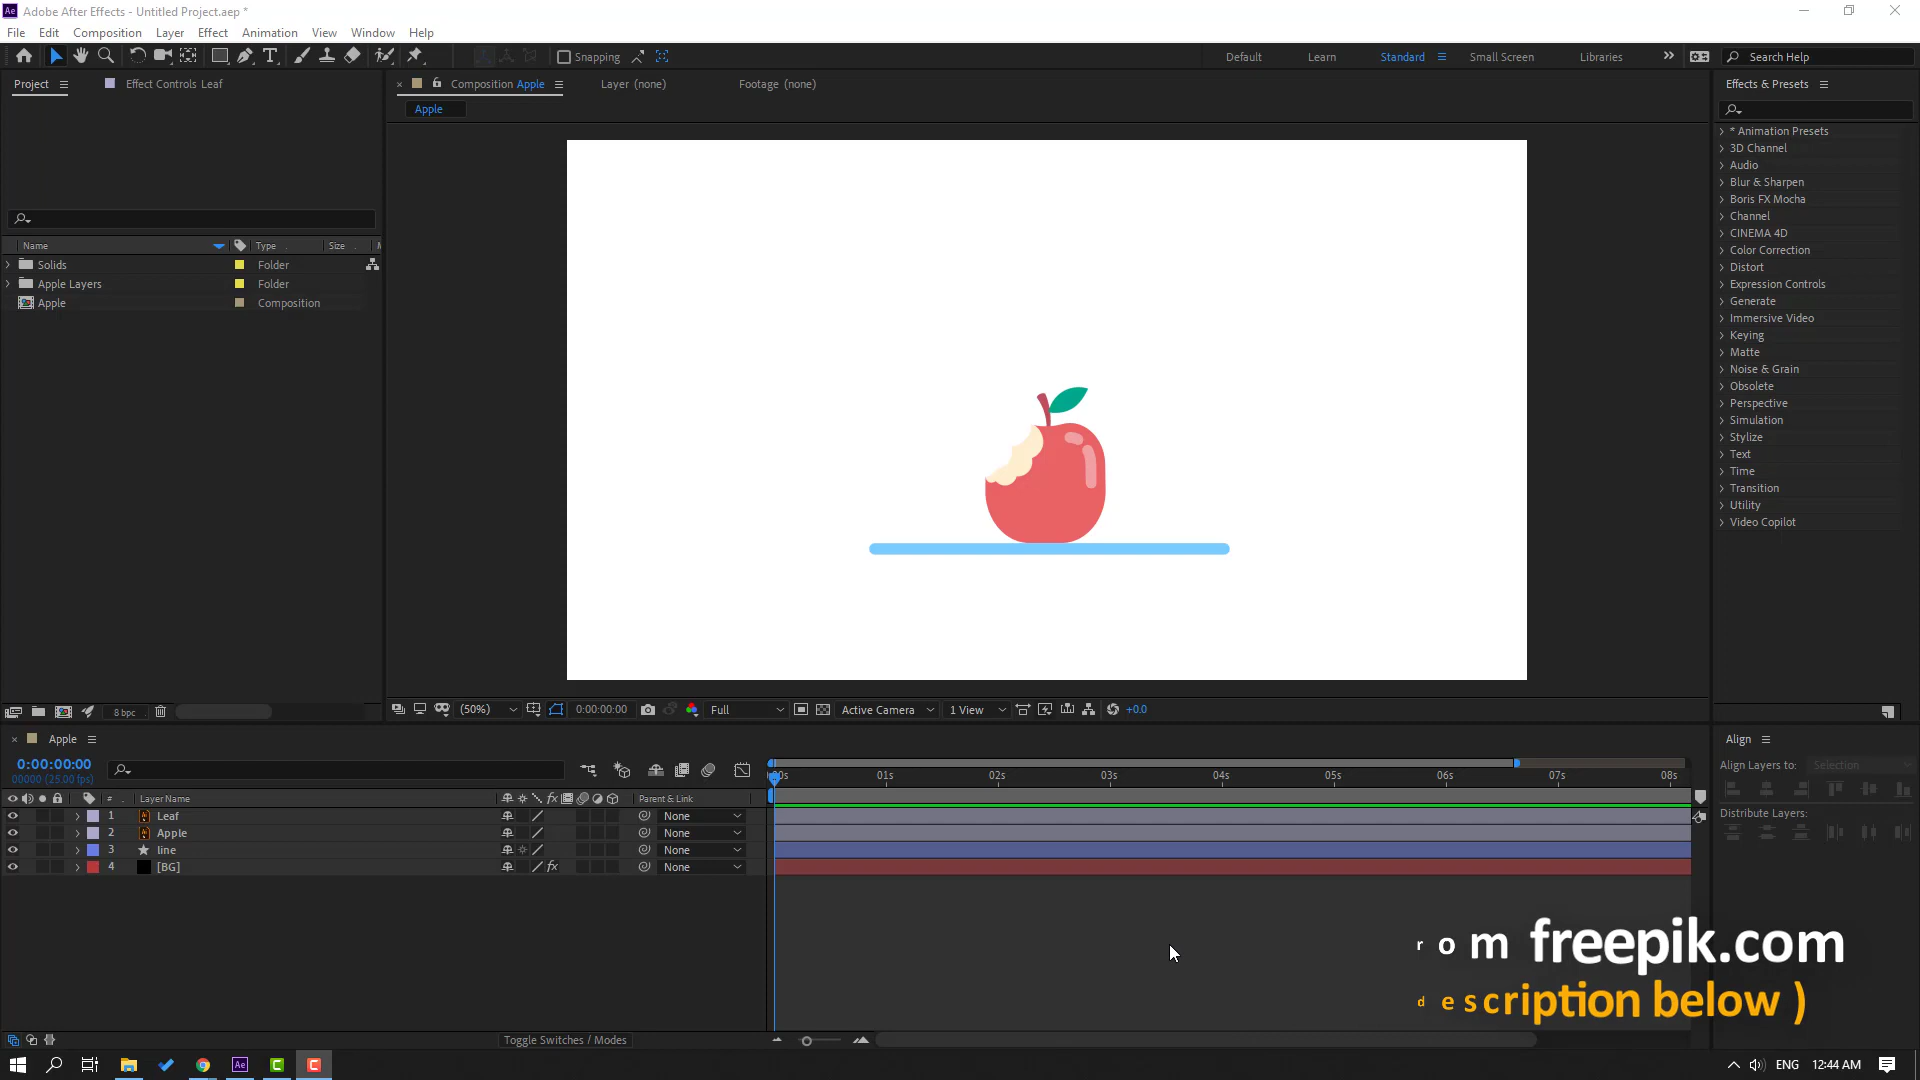 Ae Adobe After Effects - Untitled Project.aep *
File Edit Composition Layer Effect Animation View Window Help
Snapping Default Learn Standard Small Screen Libraries Search Help
Project Effect Controls Leaf Composition Apple Layer (none) Footage (none) Effects & Presets
Apple
* Animation Presets
3D Channel
Audio
Blur & Sharpen
Boris FX Mocha
Channel
CINEMA 4D
Color Correction
Distort
Expression Controls
Generate
Immersive Video
Keying
Matte
Noise & Grain
Obsolete
Perspective
Simulation
Stylize
Text
Time
Transition
Utility
Video Copilot
Name Type Size
Solids Folder
Apple Layers Folder
Apple Composition
8 bpc (50%) 0:00:00:00 Full Active Camera 1 View +0.0
Apple
0:00:00:00
00000 (25.00 fps)
:00s 01s 02s 03s 04s 05s 06s 07s 08s
# Layer Name fx Parent & Link
1 Leaf None
2 Apple None
3 line None
4 [BG] fx None
Align
Align Layers to: Selection
Distribute Layers:
rom freepik.com
description below )
Toggle Switches / Modes
Ae C C ENG 12:44 AM